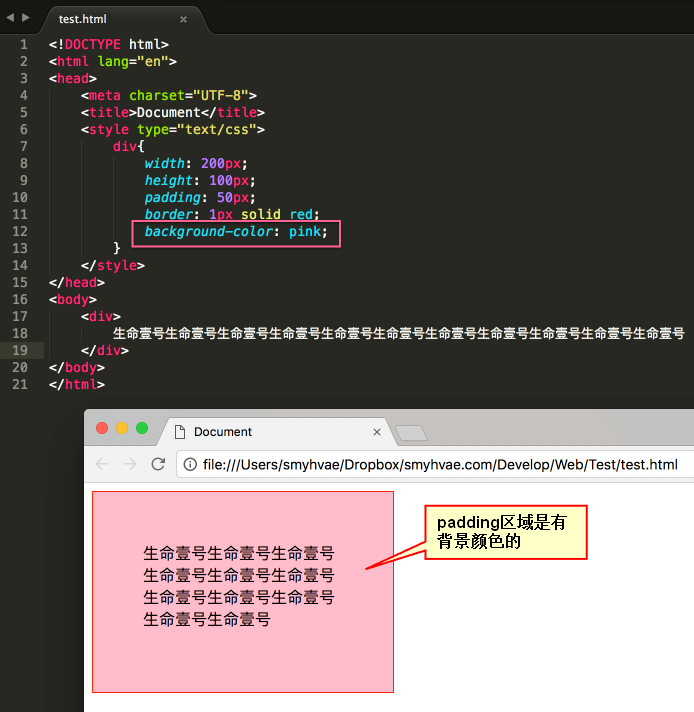 test.html ×
1 <!DOCTYPE html>
2 <html lang="en">
3 <head>
4 <meta charset="UTF-8">
5 <title>Document</title>
6 <style type="text/css">
7 div{
8 width: 200px;
9 height: 100px;
10 padding: 50px;
11 border: 1px solid red;
12 background-color: pink;
13 }
14 </style>
15 </head>
16 <body>
17 <div>
18 生命壹号生命壹号生命壹号生命壹号生命壹号生命壹号生命壹号生命壹号生命壹号生命壹号生命壹号
19 </div>
20 </body>
21 </html>
Document ×
file:///Users/smyhvae/Dropbox/smyhvae.com/Develop/Web/Test/test.html
padding区域是有
背景颜色的
生命壹号生命壹号生命壹号
生命壹号生命壹号生命壹号
生命壹号生命壹号生命壹号
生命壹号生命壹号